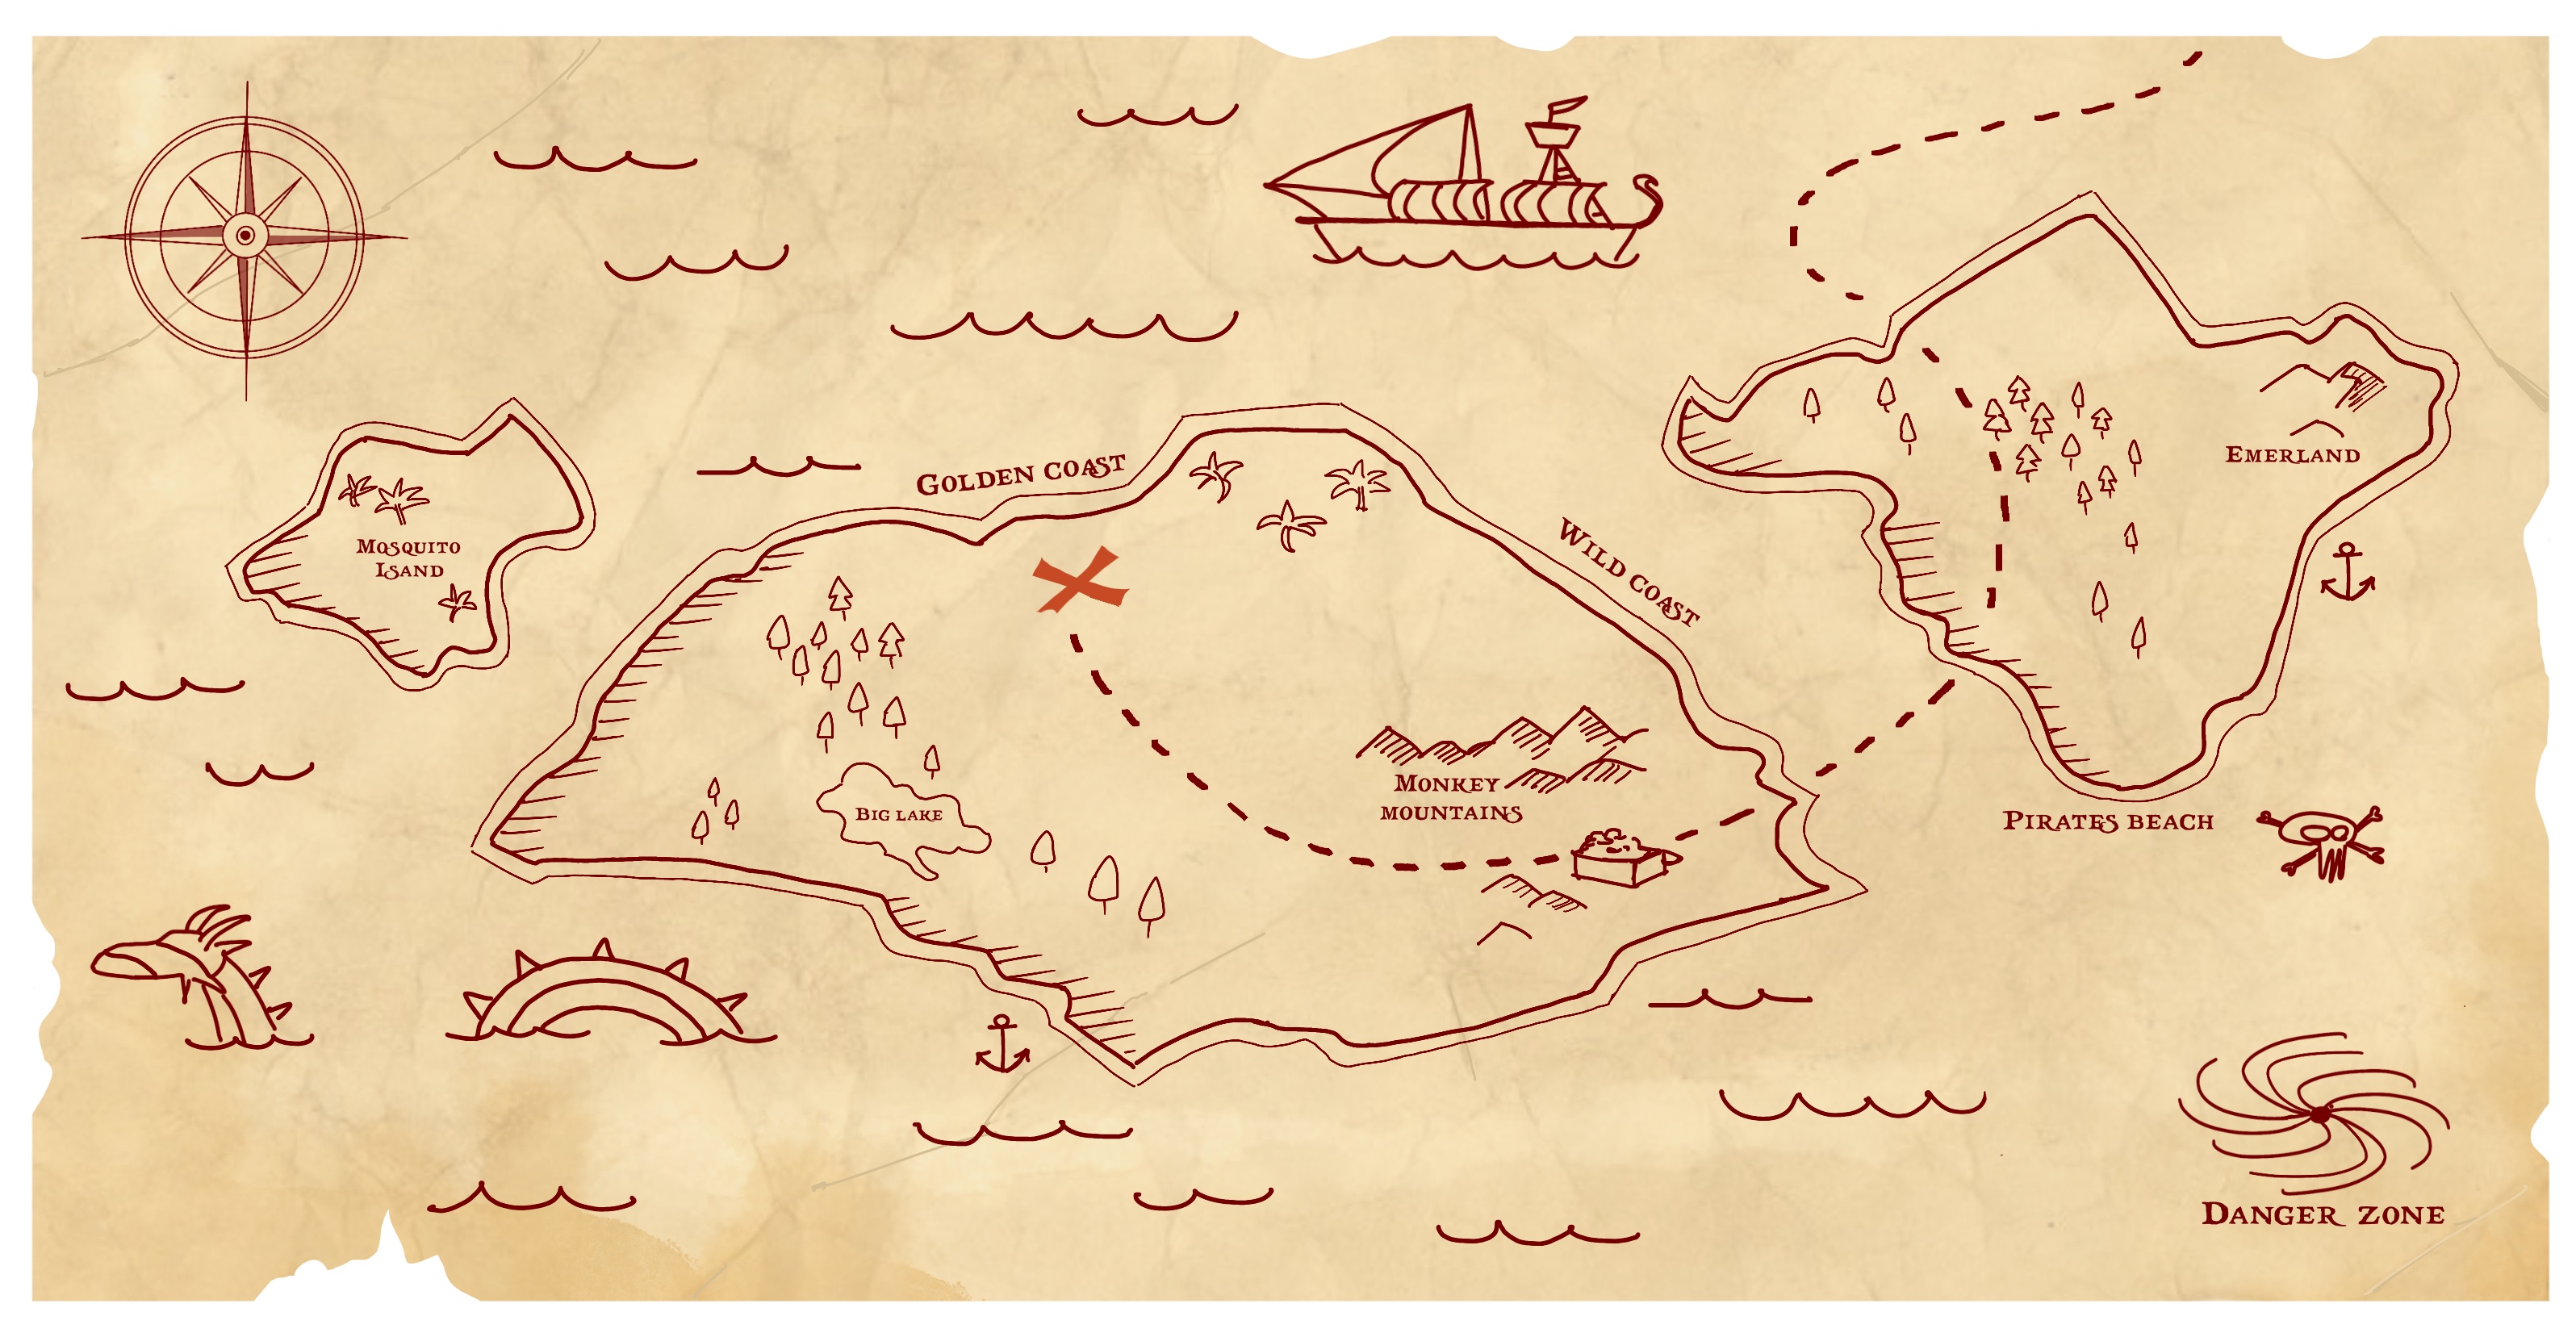 Golden coast
Wild coast
Emerland
Mosquito
Isand
Monkey
mountains
Big lake
Pirates beach
Danger zone